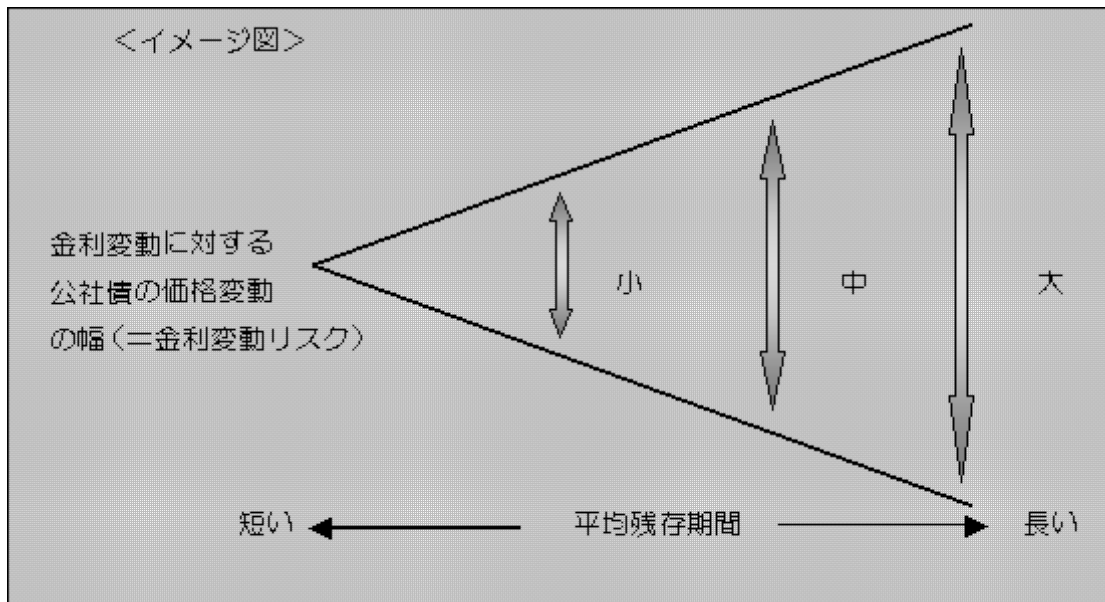 ＜イメージ図＞
金利変動に対する
公社債の価格変動
の幅（＝金利変動リスク）
小
中
大
短い
平均残存期間
長い